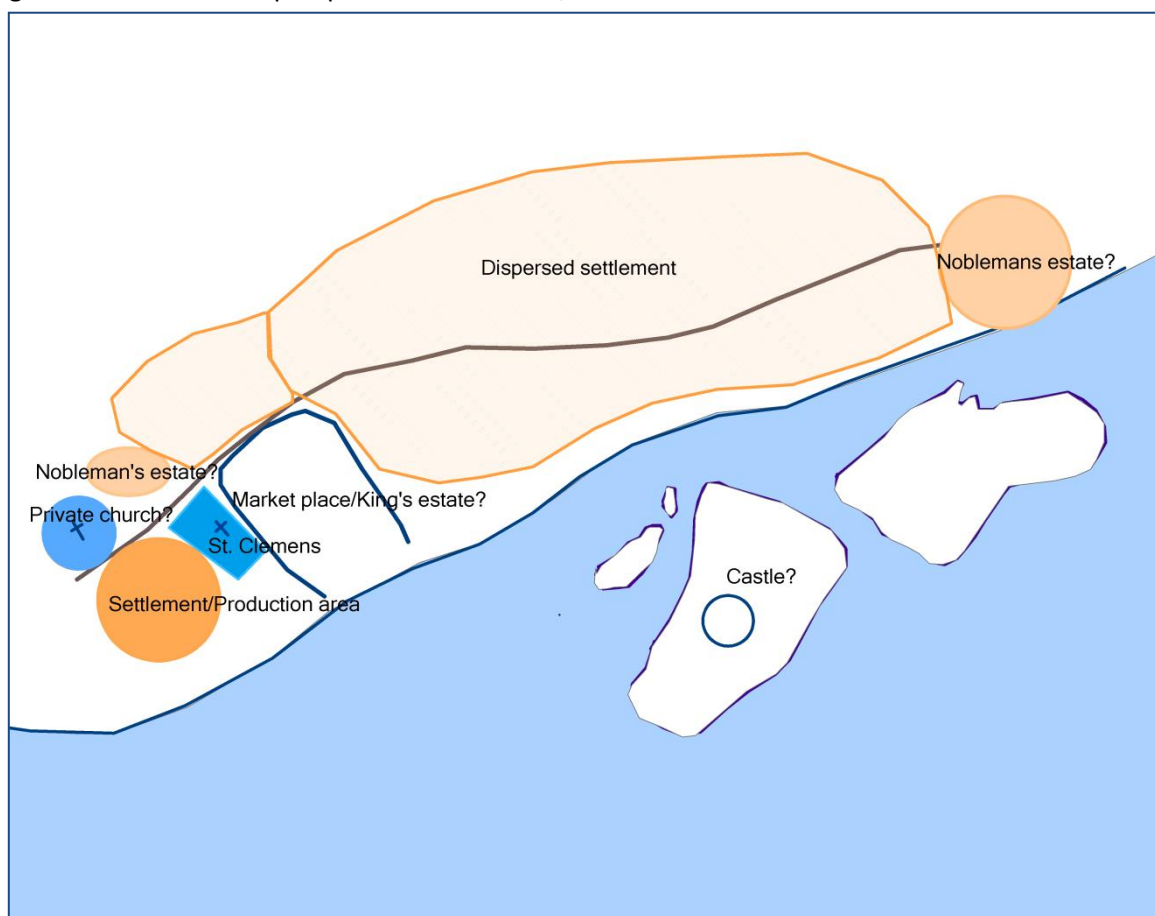 Dispersed settlement
Noblemans estate?
Nobleman's estate?
Market place/King's estate?
Private church?
St. Clemens
Castle?
Settlement/Production area